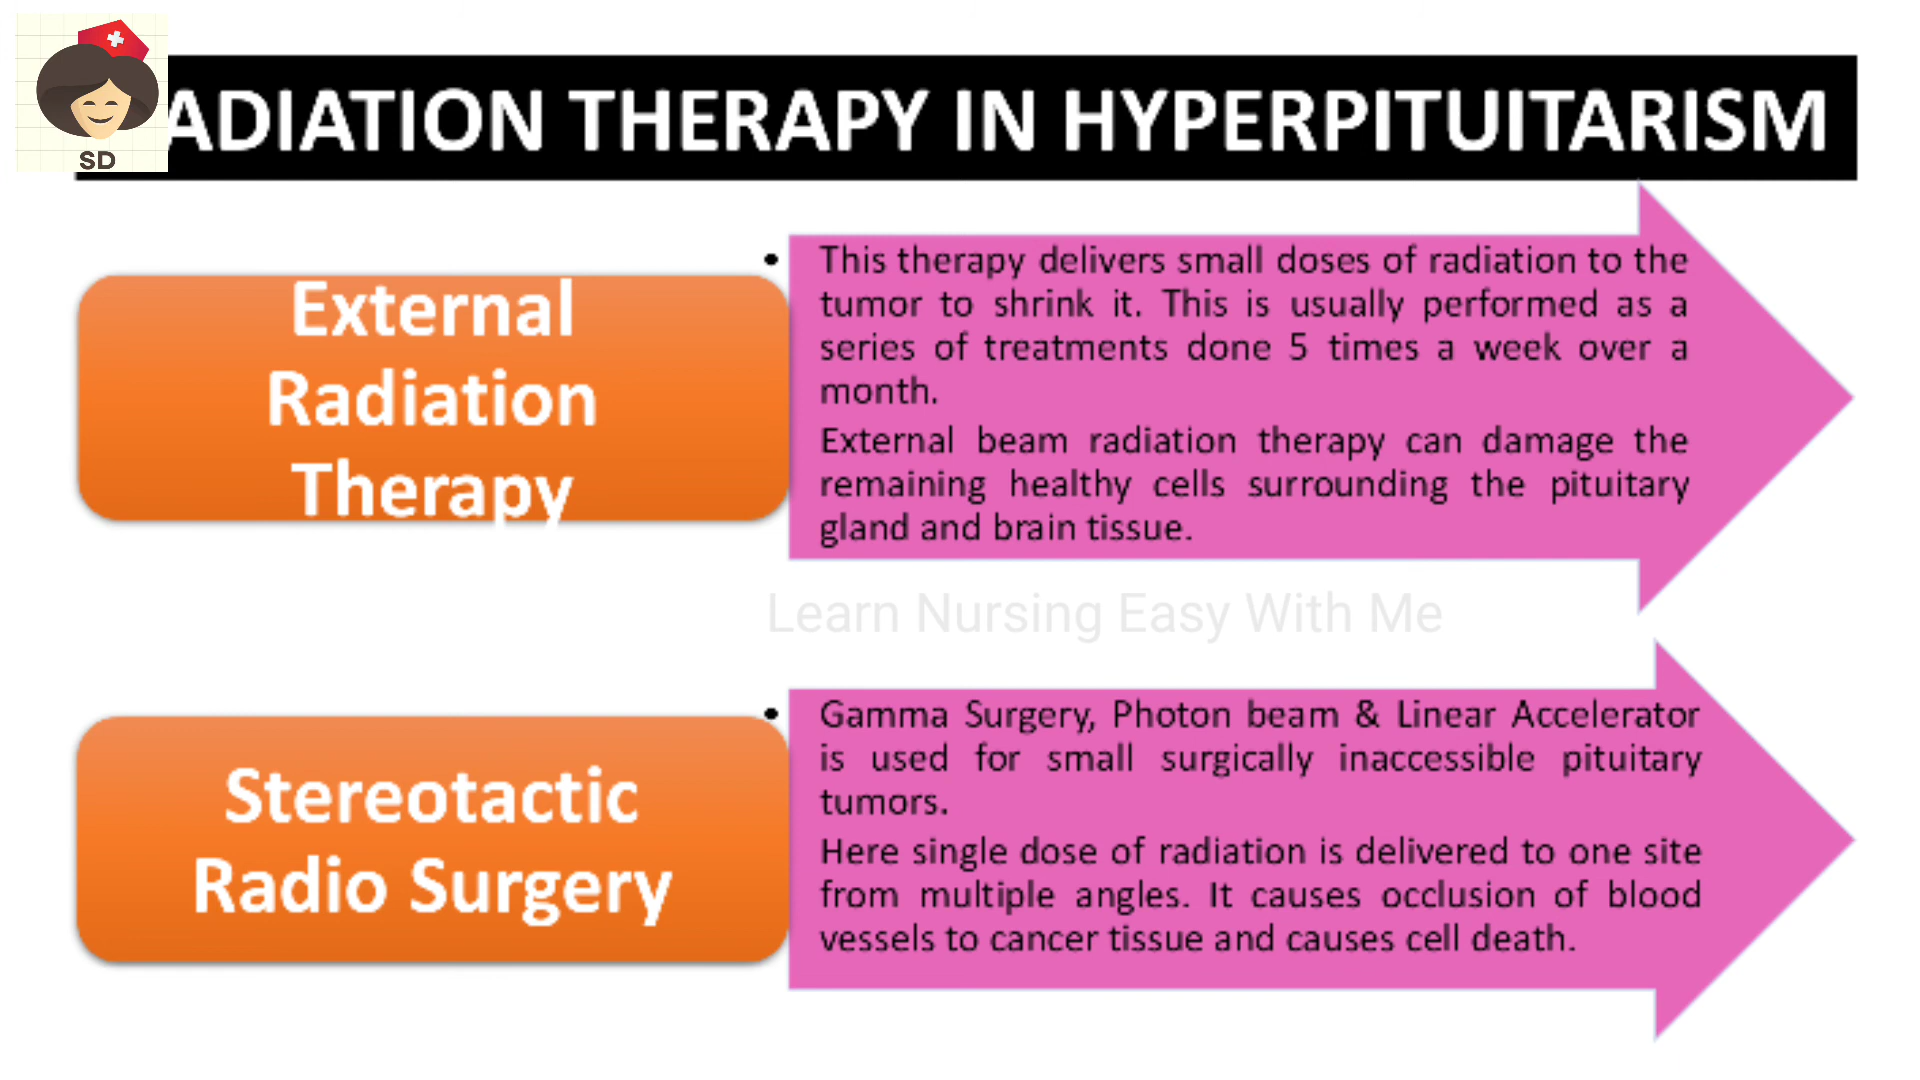 SD
ADIATION THERAPY IN HYPERPITUITARISM
External
Radiation
Therapy
• This therapy delivers small doses of radiation to the
tumor to shrink it. This is usually performed as a
series of treatments done 5 times a week over a
month.
External beam radiation therapy can damage the
remaining healthy cells surrounding the pituitary
gland and brain tissue.
Learn Nursing Easy With Me
Stereotactic
Radio Surgery
• Gamma Surgery, Photon beam & Linear Accelerator
is used for small surgically inaccessible pituitary
tumors.
Here single dose of radiation is delivered to one site
from multiple angles. It causes occlusion of blood
vessels to cancer tissue and causes cell death.